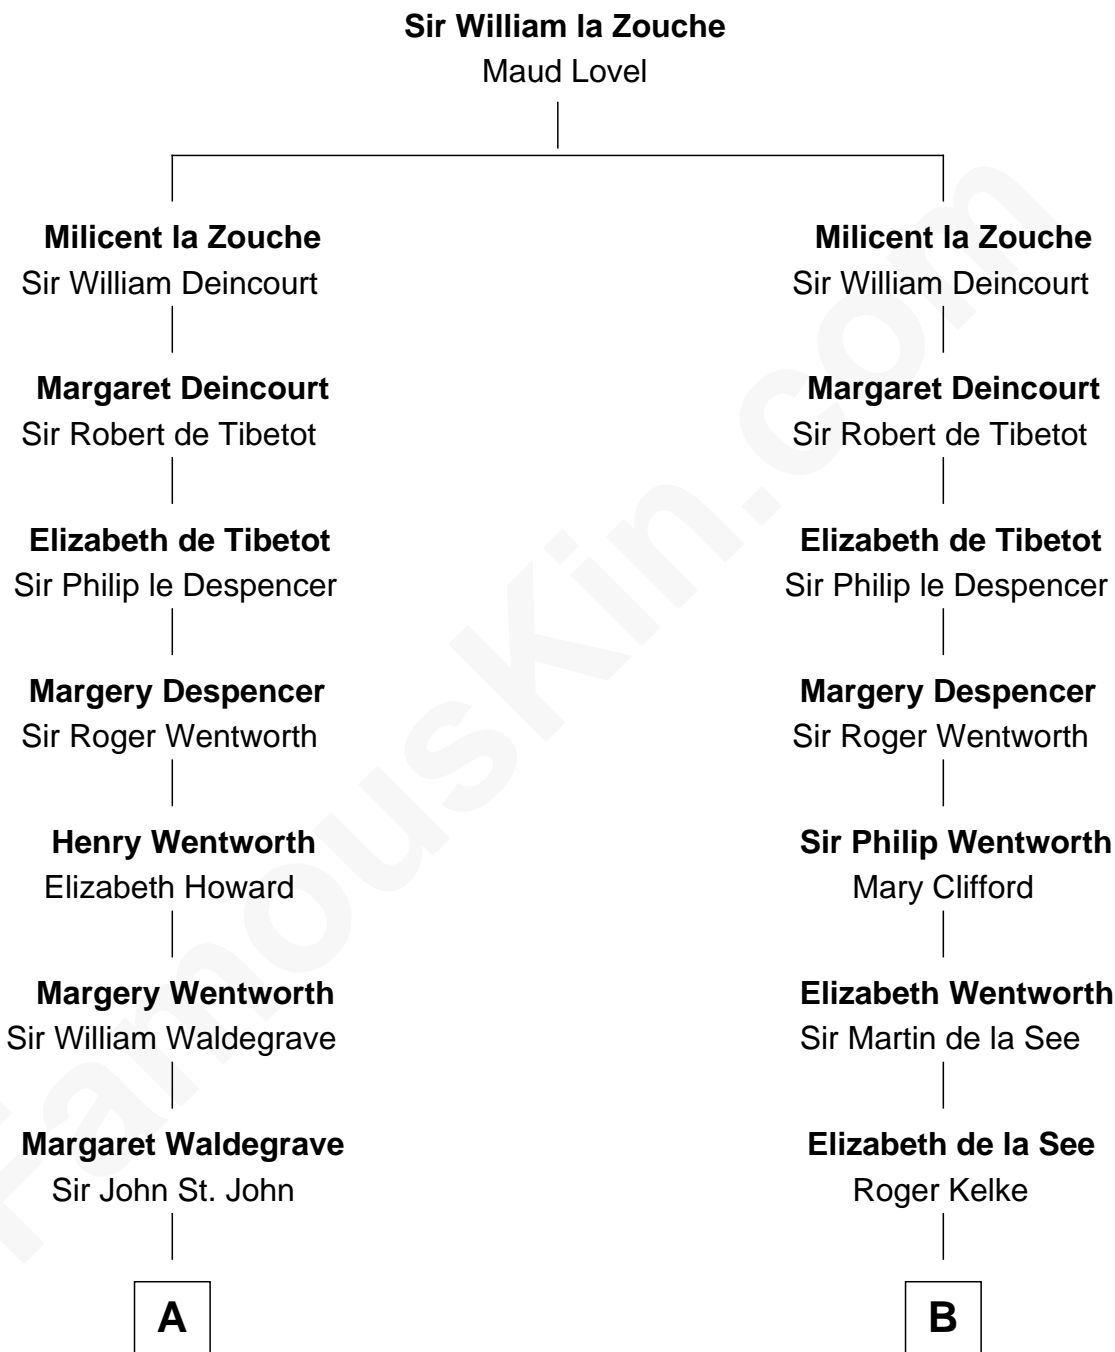 Sir William la Zouche
Maud Lovel
Milicent la Zouche
Sir William Deincourt
Margaret Deincourt
Sir Robert de Tibetot
Elizabeth de Tibetot
Sir Philip le Despencer
Margery Despencer
Sir Roger Wentworth
Henry Wentworth
Elizabeth Howard
Margery Wentworth
Sir William Waldegrave
Margaret Waldegrave
Sir John St. John
A
Milicent la Zouche
Sir William Deincourt
Margaret Deincourt
Sir Robert de Tibetot
Elizabeth de Tibetot
Sir Philip le Despencer
Margery Despencer
Sir Roger Wentworth
Sir Philip Wentworth
Mary Clifford
Elizabeth Wentworth
Sir Martin de la See
Elizabeth de la See
Roger Kelke
B
FamousKin.com